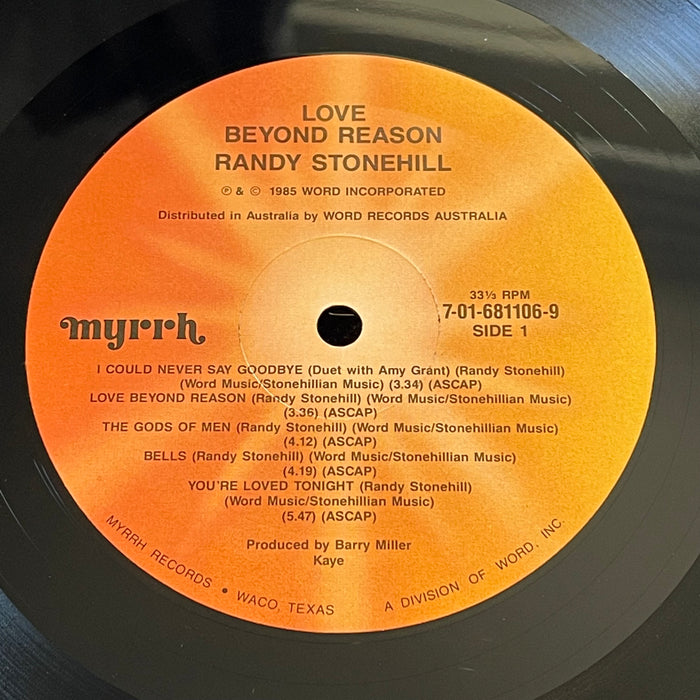 LOVE
BEYOND REASON
RANDY STONEHILL
℗ & © 1985 WORD INCORPORATED
Distributed in Australia by WORD RECORDS AUSTRALIA
myrrh
33⅓ RPM
7-01-681106-9
SIDE 1
I COULD NEVER SAY GOODBYE (Duet with Amy Grant) (Randy Stonehill)
(Word Music/Stonehillian Music) (3.34) (ASCAP)
LOVE BEYOND REASON (Randy Stonehill) (Word Music/Stonehillian Music)
(3.36) (ASCAP)
THE GODS OF MEN (Randy Stonehill) (Word Music/Stonehillian Music)
(4.12) (ASCAP)
BELLS (Randy Stonehill) (Word Music/Stonehillian Music)
(4.19) (ASCAP)
YOU'RE LOVED TONIGHT (Randy Stonehill)
(Word Music/Stonehillian Music)
(5.47) (ASCAP)
Produced by Barry Miller
Kaye
MYRRH RECORDS • WACO, TEXAS A DIVISION OF WORD, INC.